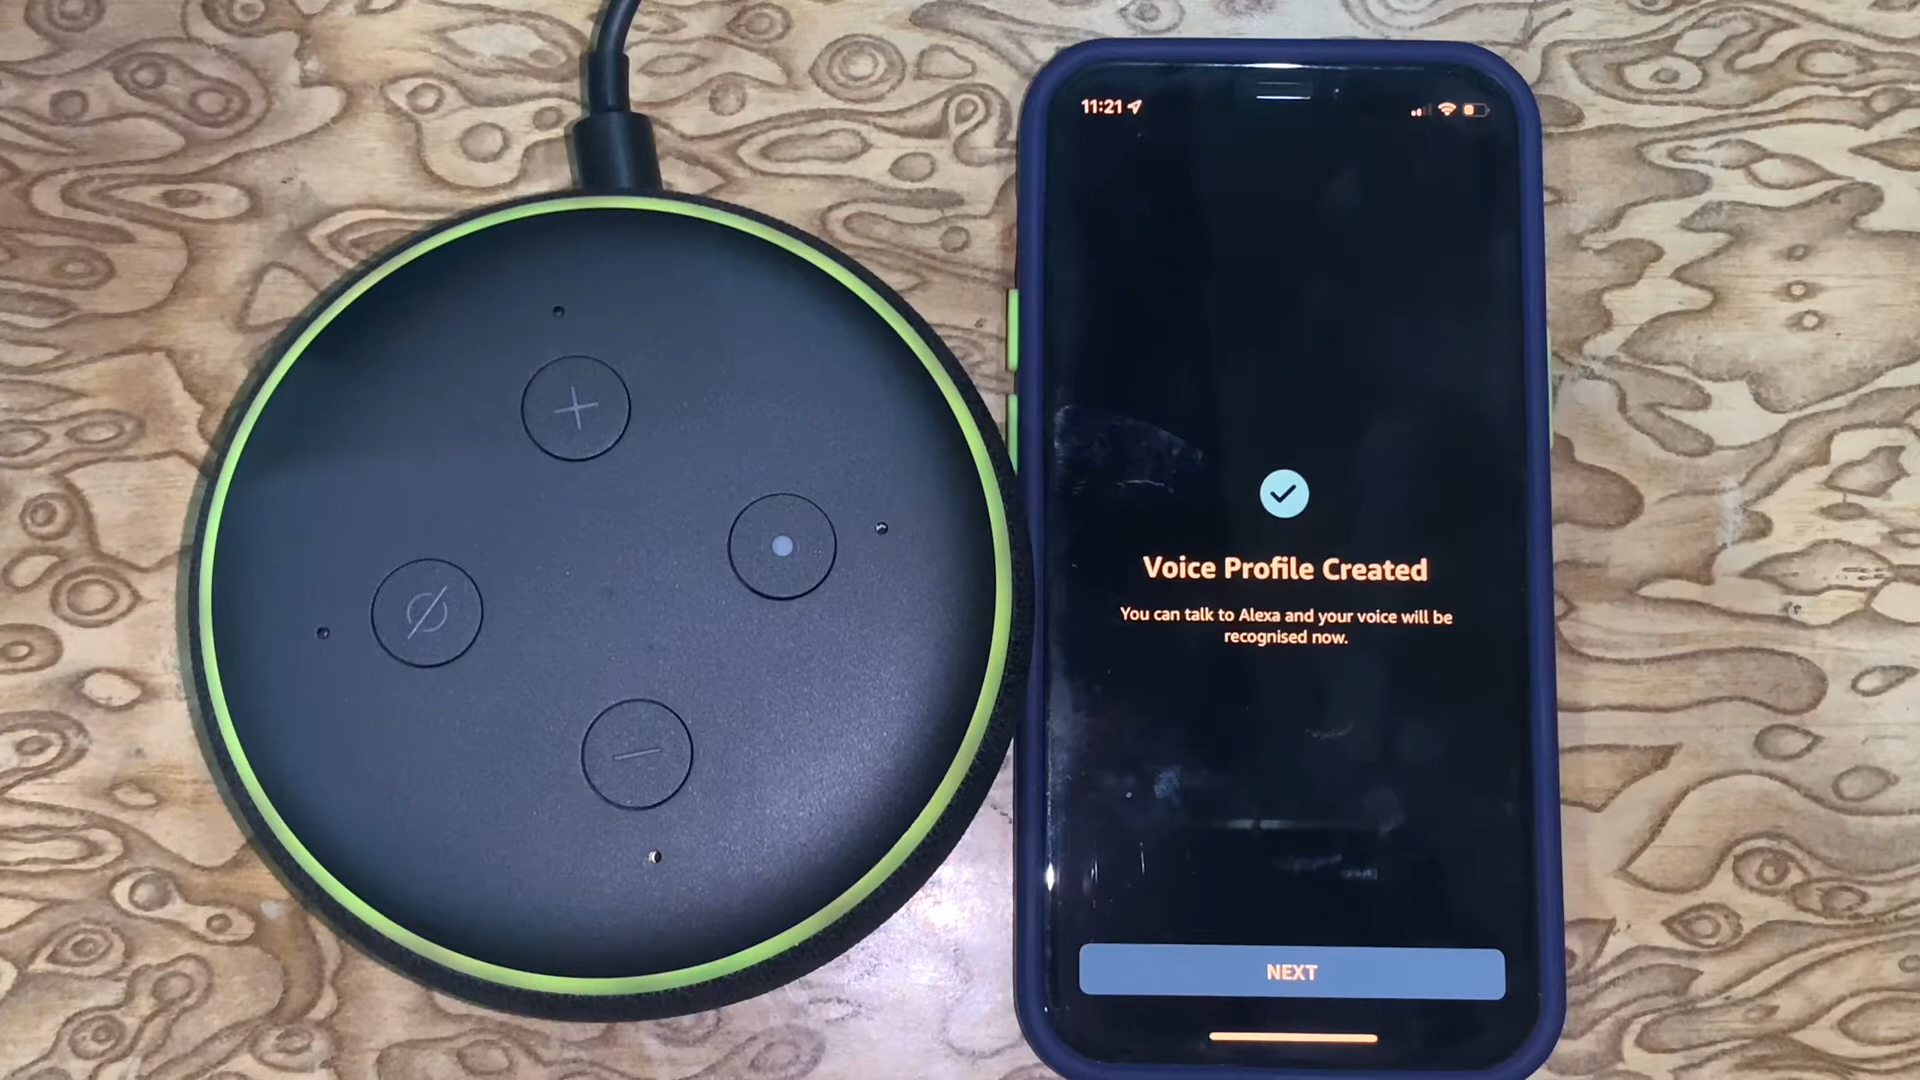 11:21
Voice Profile Created
You can talk to Alexa and your voice will be
recognised now.
NEXT